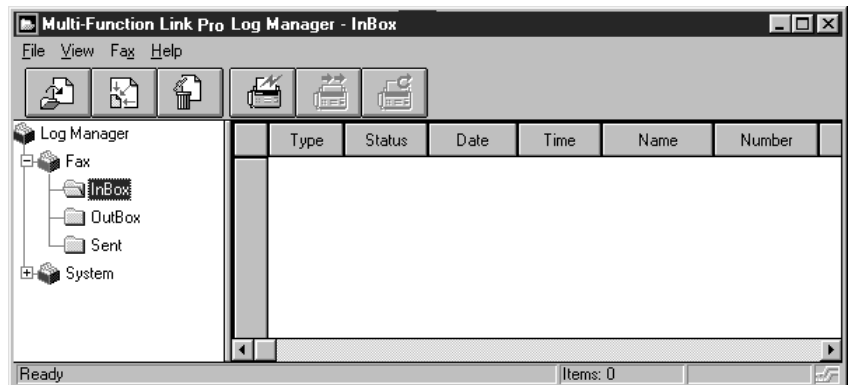 Multi-Function Link Pro Log Manager - InBox
File View Fax Help
Log Manager
Fax
InBox
OutBox
Sent
System
Type Status Date Time Name Number
Ready Items: 0